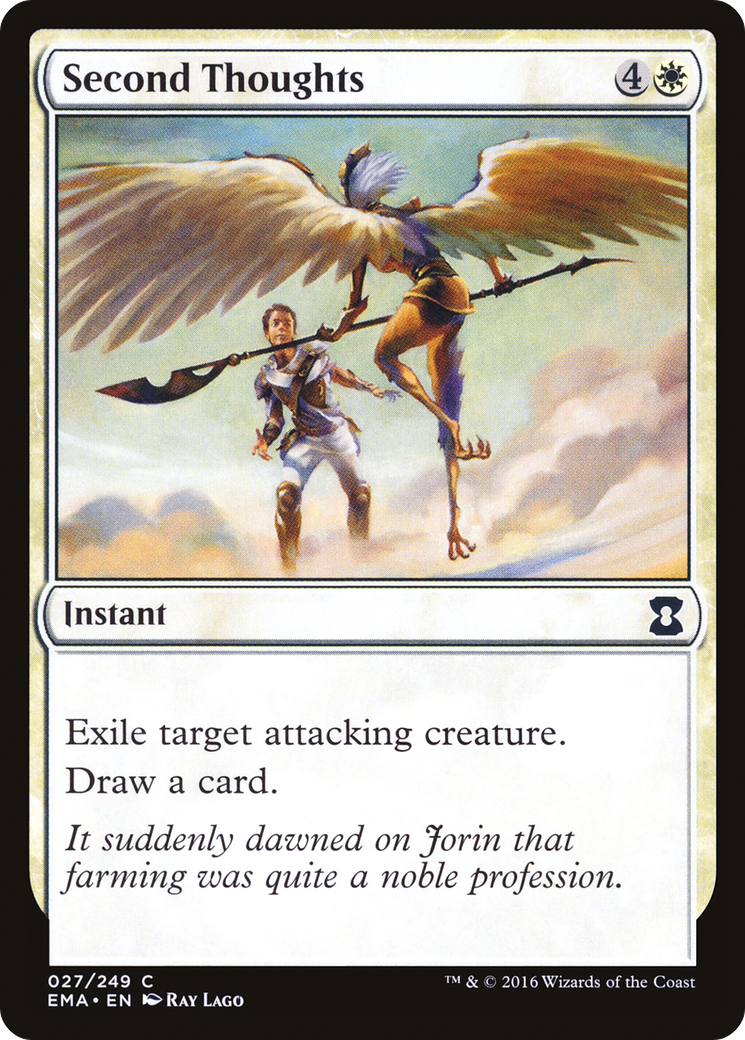 Second Thoughts 4
Instant
Exile target attacking creature.
Draw a card.
It suddenly dawned on Jorin that
farming was quite a noble profession.
027/249 C
EMA • EN RAY LAGO
™ & © 2016 Wizards of the Coast